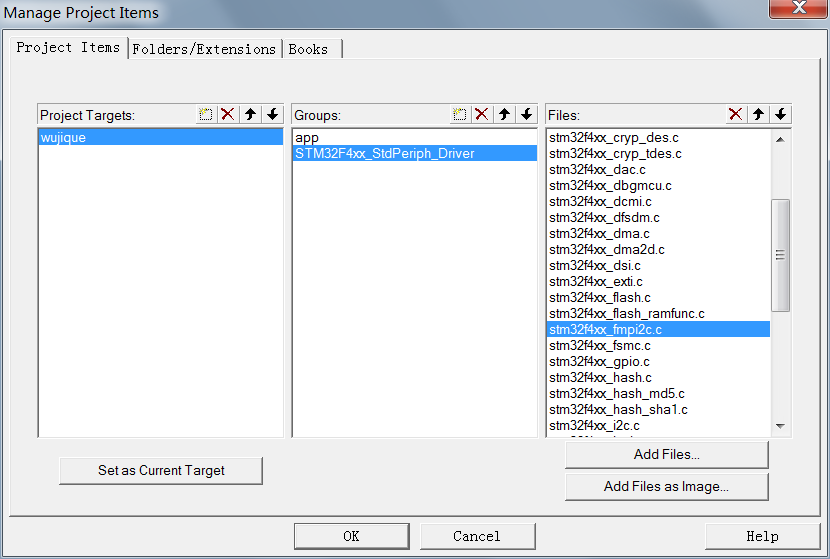 Manage Project Items
Project Items Folders/Extensions Books
Project Targets:
wujique
Set as Current Target
Groups:
app
STM32F4xx_StdPeriph_Driver
Files:
stm32f4xx_cryp_des.c
stm32f4xx_cryp_tdes.c
stm32f4xx_dac.c
stm32f4xx_dbgmcu.c
stm32f4xx_dcmi.c
stm32f4xx_dfsdm.c
stm32f4xx_dma.c
stm32f4xx_dma2d.c
stm32f4xx_dsi.c
stm32f4xx_exti.c
stm32f4xx_flash.c
stm32f4xx_flash_ramfunc.c
stm32f4xx_fmpi2c.c
stm32f4xx_fsmc.c
stm32f4xx_gpio.c
stm32f4xx_hash.c
stm32f4xx_hash_md5.c
stm32f4xx_hash_sha1.c
stm32f4xx_i2c.c
Add Files...
Add Files as Image...
OK Cancel Help